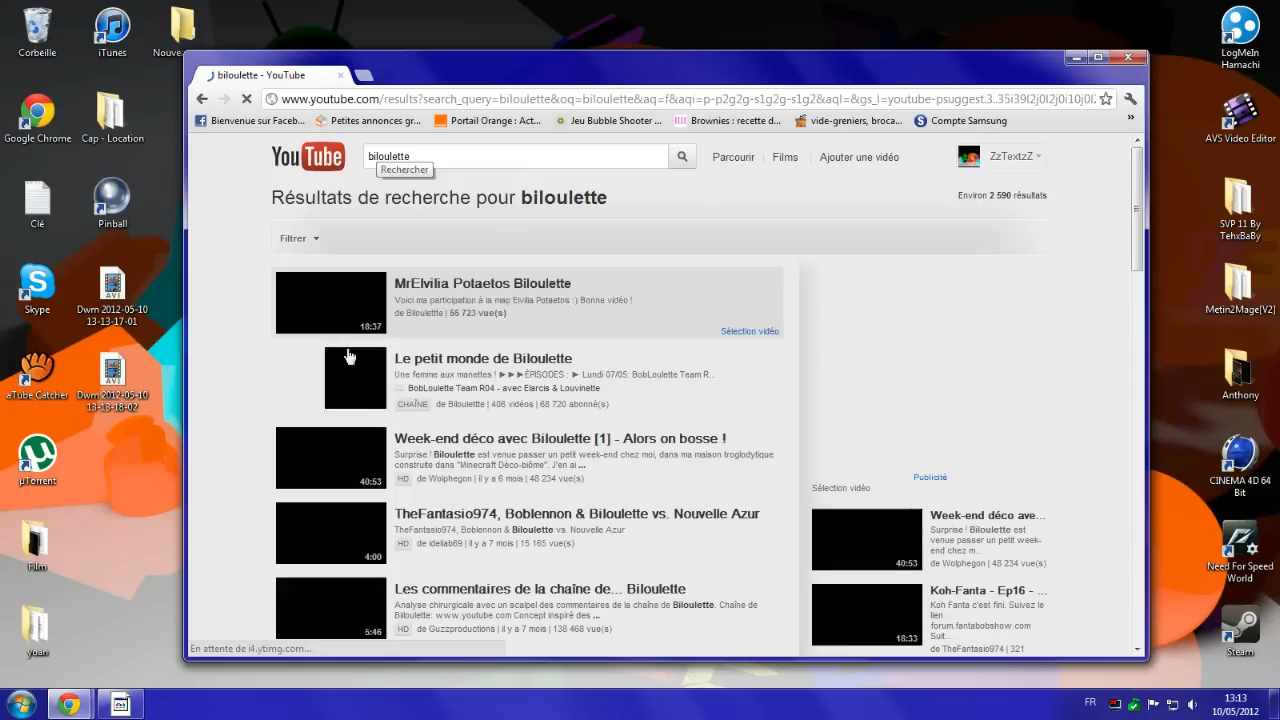 Corbeille
iTunes
Nouve
Google Chrome
Cap - Location
Clé
Pinball
Skype
Dwm 2012-05-10
13-13-17-01
aTube Catcher
Dwm 2012-05-10
13-13-18-02
µTorrent
Film
yoan
biloulette - YouTube
www.youtube.com/results?search_query=biloulette&oq=biloulette&aq=f&aqi=p-p2g2g-s1g2g-s1g2&aql=&gs_l=youtube-psuggest.3..35i39l2j0l2j0i10j0l
Bienvenue sur Faceb...
Petites annonces gr...
Portail Orange : Act...
Jeu Bubble Shooter ...
Brownies : recette d...
vide-greniers, broca...
Compte Samsung
»
YouTube
biloulette
Rechercher
Parcourir
Films
Ajouter une vidéo
ZzTextzZ
Résultats de recherche pour biloulette
Environ 2 590 résultats
Filtrer
18:37
MrElvilia Potaetos Biloulette
Voici ma participation à la map Elvilia Potaetos :) Bonne vidéo !
de Biloulettte | 55 723 vue(s)
Sélection vidéo
Le petit monde de Biloulette
Une femme aux manettes ! ►►►ÉPISODES : ► Lundi 07/05: BobLoulette Team R...
BobLoulette Team R04 - avec Elarcis & Louvinette
CHAÎNE de Biloulettte | 406 vidéos | 68 720 abonné(s)
40:53
Week-end déco avec Biloulette [1] - Alors on bosse !
Surprise ! Biloulette est venue passer un petit week-end chez moi, dans ma maison troglodytique
construite dans "Minecraft Déco-biôme". J'en ai ...
HD de Wolphegon | il y a 6 mois | 48 234 vue(s)
4:00
TheFantasio974, Boblennon & Biloulette vs. Nouvelle Azur
TheFantasio974, Boblennon & Biloulette vs. Nouvelle Azur
HD de ideliab69 | il y a 7 mois | 15 165 vue(s)
5:46
Les commentaires de la chaîne de... Biloulette
Analyse chirurgicale avec un scalpel des commentaires de la chaîne de Biloulette. Chaîne de
Biloulette: www.youtube.com Concept inspiré des ...
HD de Guzzproductions | il y a 7 mois | 138 468 vue(s)
Publicité
Sélection vidéo
40:53
Week-end déco ave...
Surprise ! Biloulette est
venue passer un petit week-
end chez m...
de Wolphegon | 48 234 vue(s)
18:33
Koh-Fanta - Ep16 - ...
Koh Fanta c'est fini. Suivez le
lien :
forum.fantabobshow.com
Suit...
de TheFantasio974 | 321
En attente de i4.ytimg.com...
LogMeIn
Hamachi
AVS Video Editor
SVP 11 By
TehxBaBy
Metin2Mage[V2]
Anthony
CINEMA 4D 64
Bit
Need For Speed
World
Steam
FR
13:13
10/05/2012